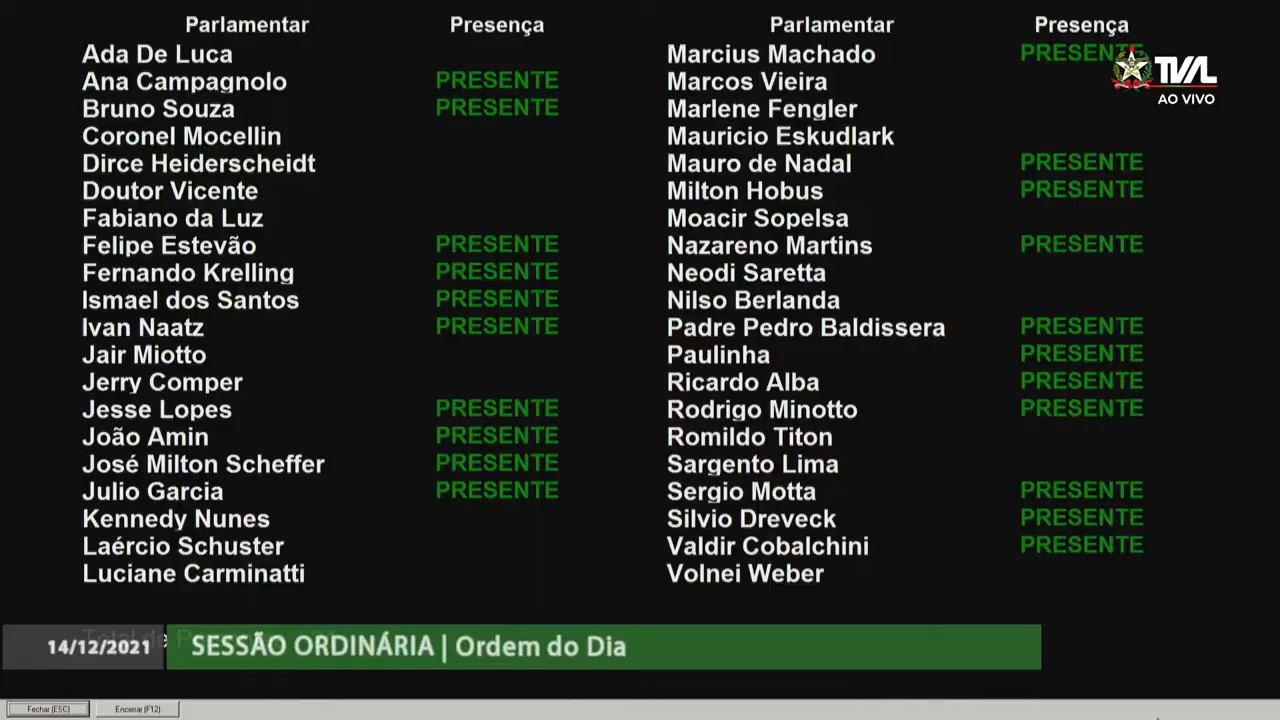 Parlamentar Presença Parlamentar Presença
Ada De Luca Marcius Machado PRESENTE
Ana Campagnolo PRESENTE Marcos Vieira
Bruno Souza PRESENTE Marlene Fengler
Coronel Mocellin Mauricio Eskudlark
Dirce Heiderscheidt Mauro de Nadal PRESENTE
Doutor Vicente Milton Hobus PRESENTE
Fabiano da Luz Moacir Sopelsa
Felipe Estevão PRESENTE Nazareno Martins PRESENTE
Fernando Krelling PRESENTE Neodi Saretta
Ismael dos Santos PRESENTE Nilso Berlanda
Ivan Naatz PRESENTE Padre Pedro Baldissera PRESENTE
Jair Miotto Paulinha PRESENTE
Jerry Comper Ricardo Alba PRESENTE
Jesse Lopes PRESENTE Rodrigo Minotto PRESENTE
João Amin PRESENTE Romildo Titon
José Milton Scheffer PRESENTE Sargento Lima
Julio Garcia PRESENTE Sergio Motta PRESENTE
Kennedy Nunes Silvio Dreveck PRESENTE
Laércio Schuster Valdir Cobalchini PRESENTE
Luciane Carminatti Volnei Weber
TVAL
AO VIVO
14/12/2021 SESSÃO ORDINÁRIA | Ordem do Dia
Fechar (ESC) Encerrar (F12)